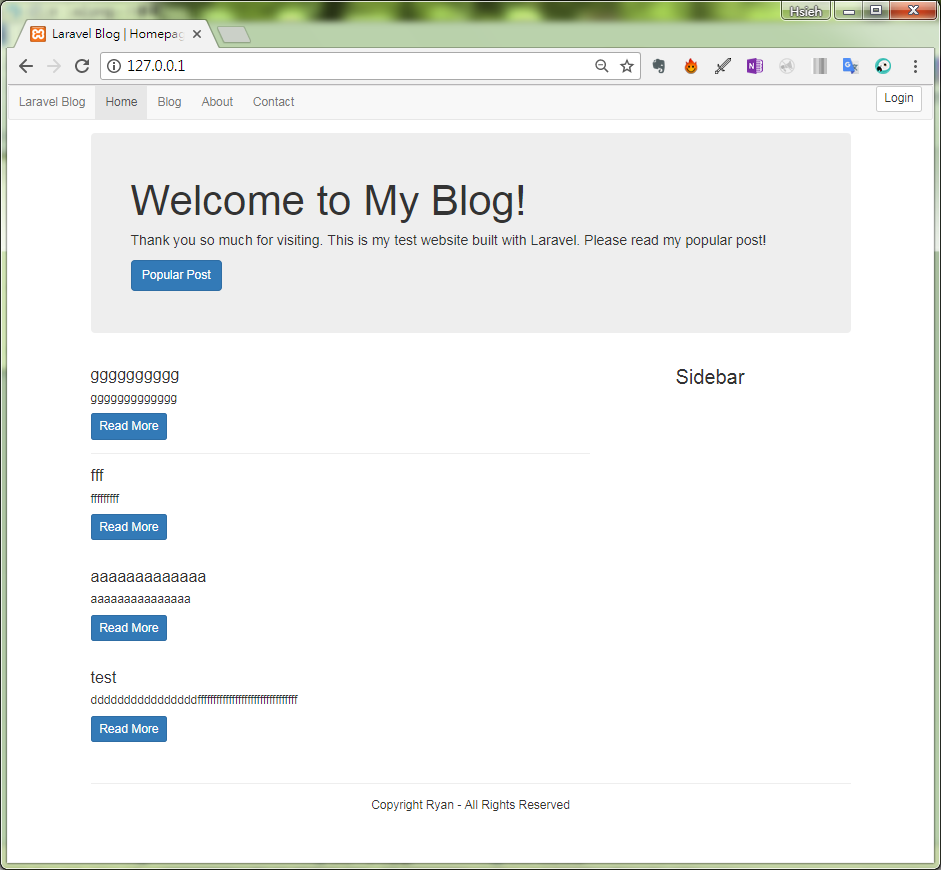 Hsieh
Laravel Blog | Homepag
127.0.0.1
Laravel Blog Home Blog About Contact Login
Welcome to My Blog!
Thank you so much for visiting. This is my test website built with Laravel. Please read my popular post!
Popular Post
gggggggggg
ggggggggggggg
Read More
Sidebar
fff
fffffffff
Read More
aaaaaaaaaaaaa
aaaaaaaaaaaaaaa
Read More
test
Read More
Copyright Ryan - All Rights Reserved